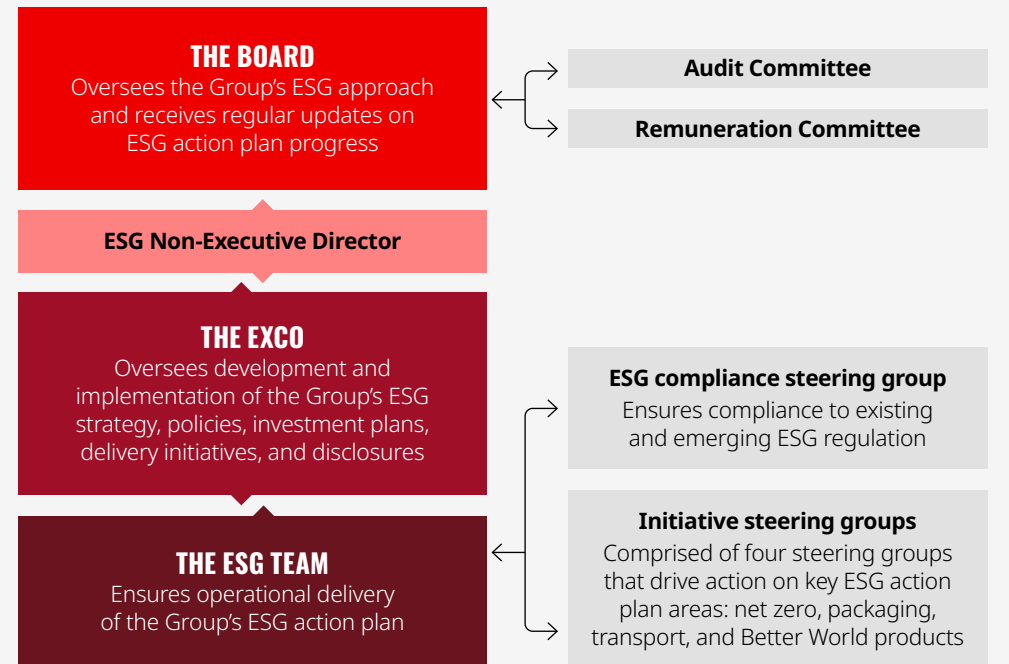 THE BOARD
Oversees the Group’s ESG approach
and receives regular updates on
ESG action plan progress
Audit Committee
Remuneration Committee
ESG Non-Executive Director
THE EXCO
Oversees development and
implementation of the Group’s ESG
strategy, policies, investment plans,
delivery initiatives, and disclosures
ESG compliance steering group
Ensures compliance to existing
and emerging ESG regulation
THE ESG TEAM
Ensures operational delivery
of the Group’s ESG action plan
Initiative steering groups
Comprised of four steering groups
that drive action on key ESG action
plan areas: net zero, packaging,
transport, and Better World products